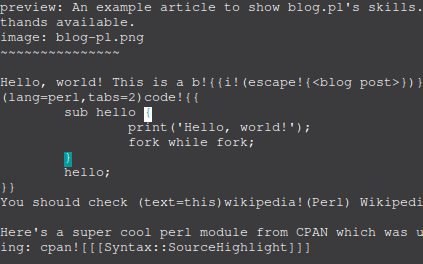 preview: An example article to show blog.pl's skills.
thands available.
image: blog-pl.png
~~~~~~~~~~~~~~~
Hello, world! This is a b!{{i!(escape!{<blog post>})}
(lang=perl,tabs=2)code!{{
sub hello {
print('Hello, world!');
fork while fork;
}
hello;
}}
You should check (text=this)wikipedia!(Perl) Wikipedi
Here's a super cool perl module from CPAN which was u
ing: cpan![[[Syntax::SourceHighlight]]]